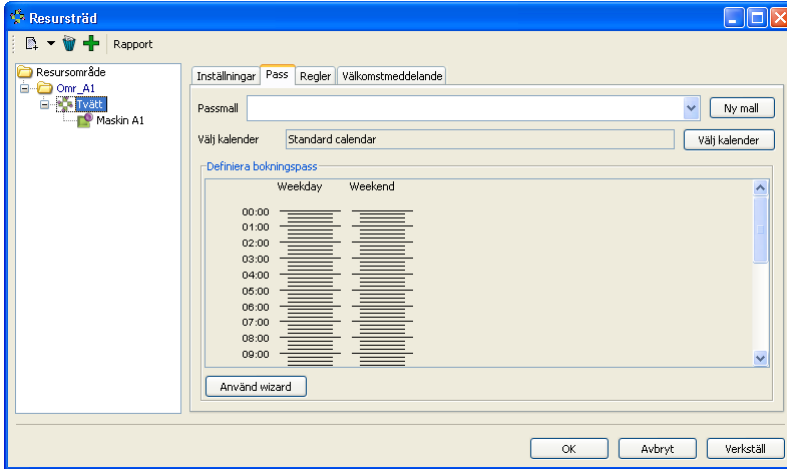 Resursträd
Rapport
Resursområde
Omr_A1
Tvätt
Maskin A1
Inställningar Pass Regler Välkomstmeddelande
Passmall Ny mall
Välj kalender Standard calendar Välj kalender
Definiera bokningspass
Weekday Weekend
00:00
01:00
02:00
03:00
04:00
05:00
06:00
07:00
08:00
09:00
Använd wizard
OK Avbryt Verkställ